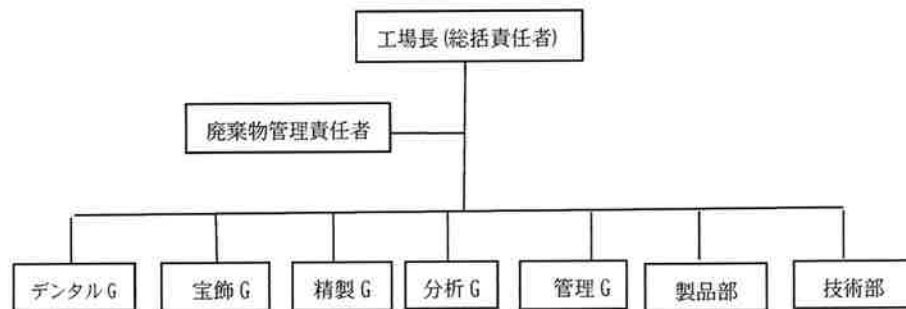 工場長(総括責任者)
廃棄物管理責任者
デンタルG
宝飾G
精製G
分析G
管理G
製品部
技術部